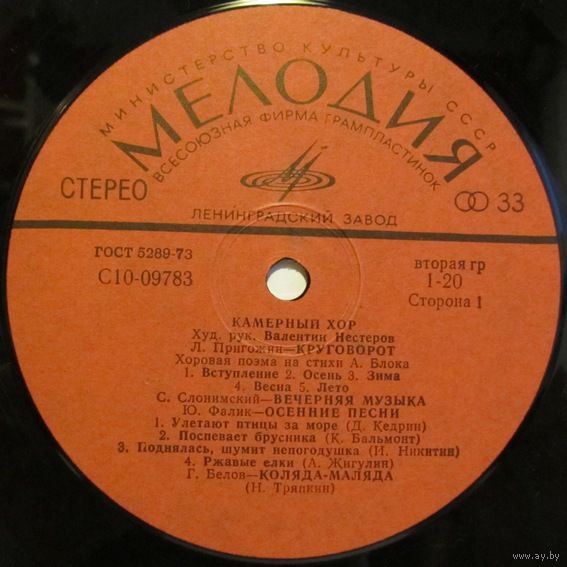 МИНИСТЕРСТВО КУЛЬТУРЫ СССР
МЕЛОДИЯ
ВСЕСОЮЗНАЯ ФИРМА ГРАМПЛАСТИНОК
СТЕРЕО
33
ЛЕНИНГРАДСКИЙ ЗАВОД
ГОСТ 5289-73
С10-09783
вторая гр
1-20
Сторона 1
КАМЕРНЫЙ ХОР
Худ. рук. Валентин Нестеров
Л. Пригожин—КРУГОВОРОТ
Хоровая поэма на стихи А. Блока
1. Вступление 2. Осень 3. Зима
4. Весна 5. Лето
С. Слонимский—ВЕЧЕРНЯЯ МУЗЫКА
Ю. Фалик—ОСЕННИЕ ПЕСНИ
1. Улетают птицы за море (Д. Кедрин)
2. Поспевает брусника (К. Бальмонт)
3. Поднялась, шумит непогодушка (И. Никитин)
4. Ржавые елки (А. Жигулин)
Г. Белов—КОЛЯДА-МАЛЯДА
(Н. Тряпкин)
www.ay.by